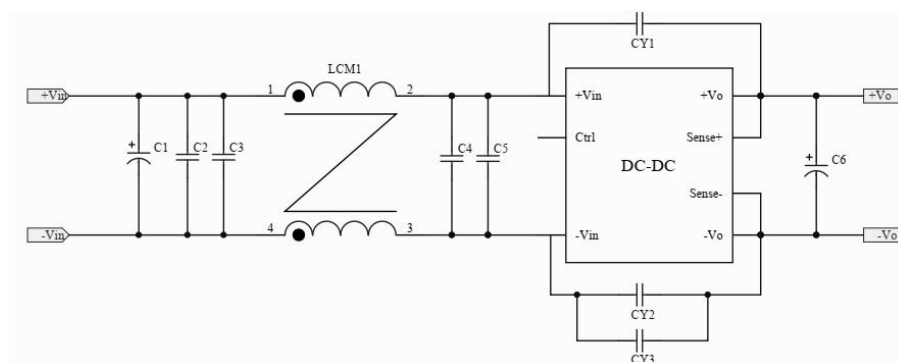 CY1
LCM1
+Vin 1 2 +Vin +Vo +Vo
C1 C2 C3 C4 C5 Ctrl Sense+
DC-DC
C6
Sense-
-Vin 4 3 -Vin -Vo -Vo
CY2
CY3